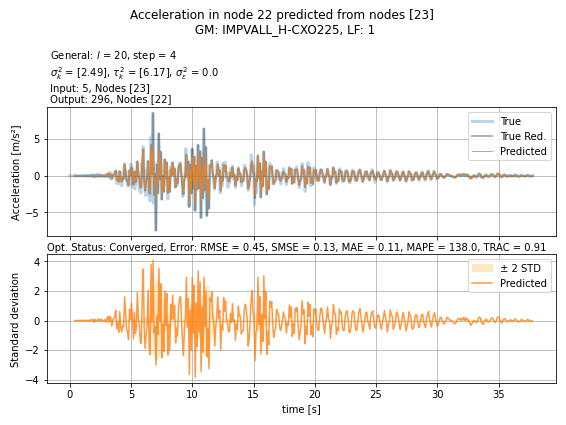 Acceleration in node 22 predicted from nodes [23]
GM: IMPVALL_H-CXO225, LF: 1
General: l = 20, step = 4
σ²ₖ = [2.49], τ²ₖ = [6.17], σ²ε = 0.0
Input: 5, Nodes [23]
Output: 296, Nodes [22]
Acceleration [m/s²]
5
0
−5
True
True Red.
Predicted
Opt. Status: Converged, Error: RMSE = 0.45, SMSE = 0.13, MAE = 0.11, MAPE = 138.0, TRAC = 0.91
Standard deviation
4
2
0
−2
−4
± 2 STD
Predicted
0 5 10 15 20 25 30 35
time [s]